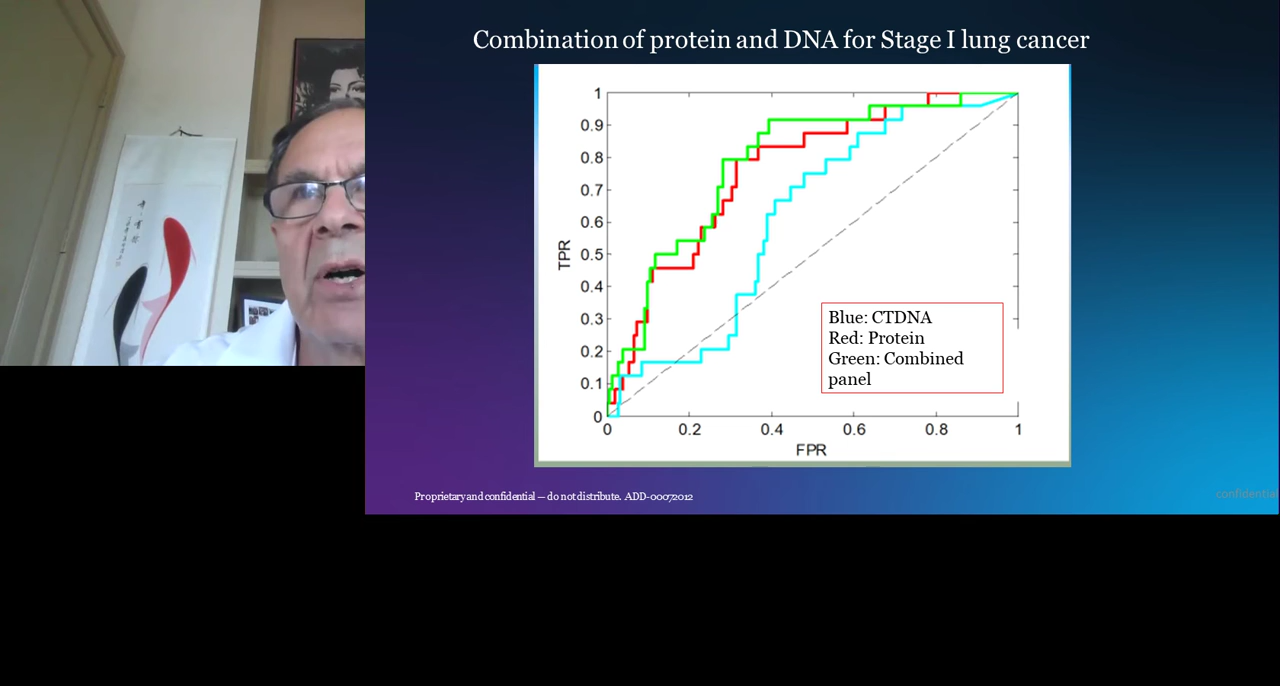 Combination of protein and DNA for Stage I lung cancer
1
0.9
0.8
0.7
0.6
0.5
0.4
0.3
0.2
0.1
0
TPR
0 0.2 0.4 0.6 0.8 1
FPR
Blue: CTDNA
Red: Protein
Green: Combined
panel
Proprietary and confidential — do not distribute. ADD-00072012
confidential